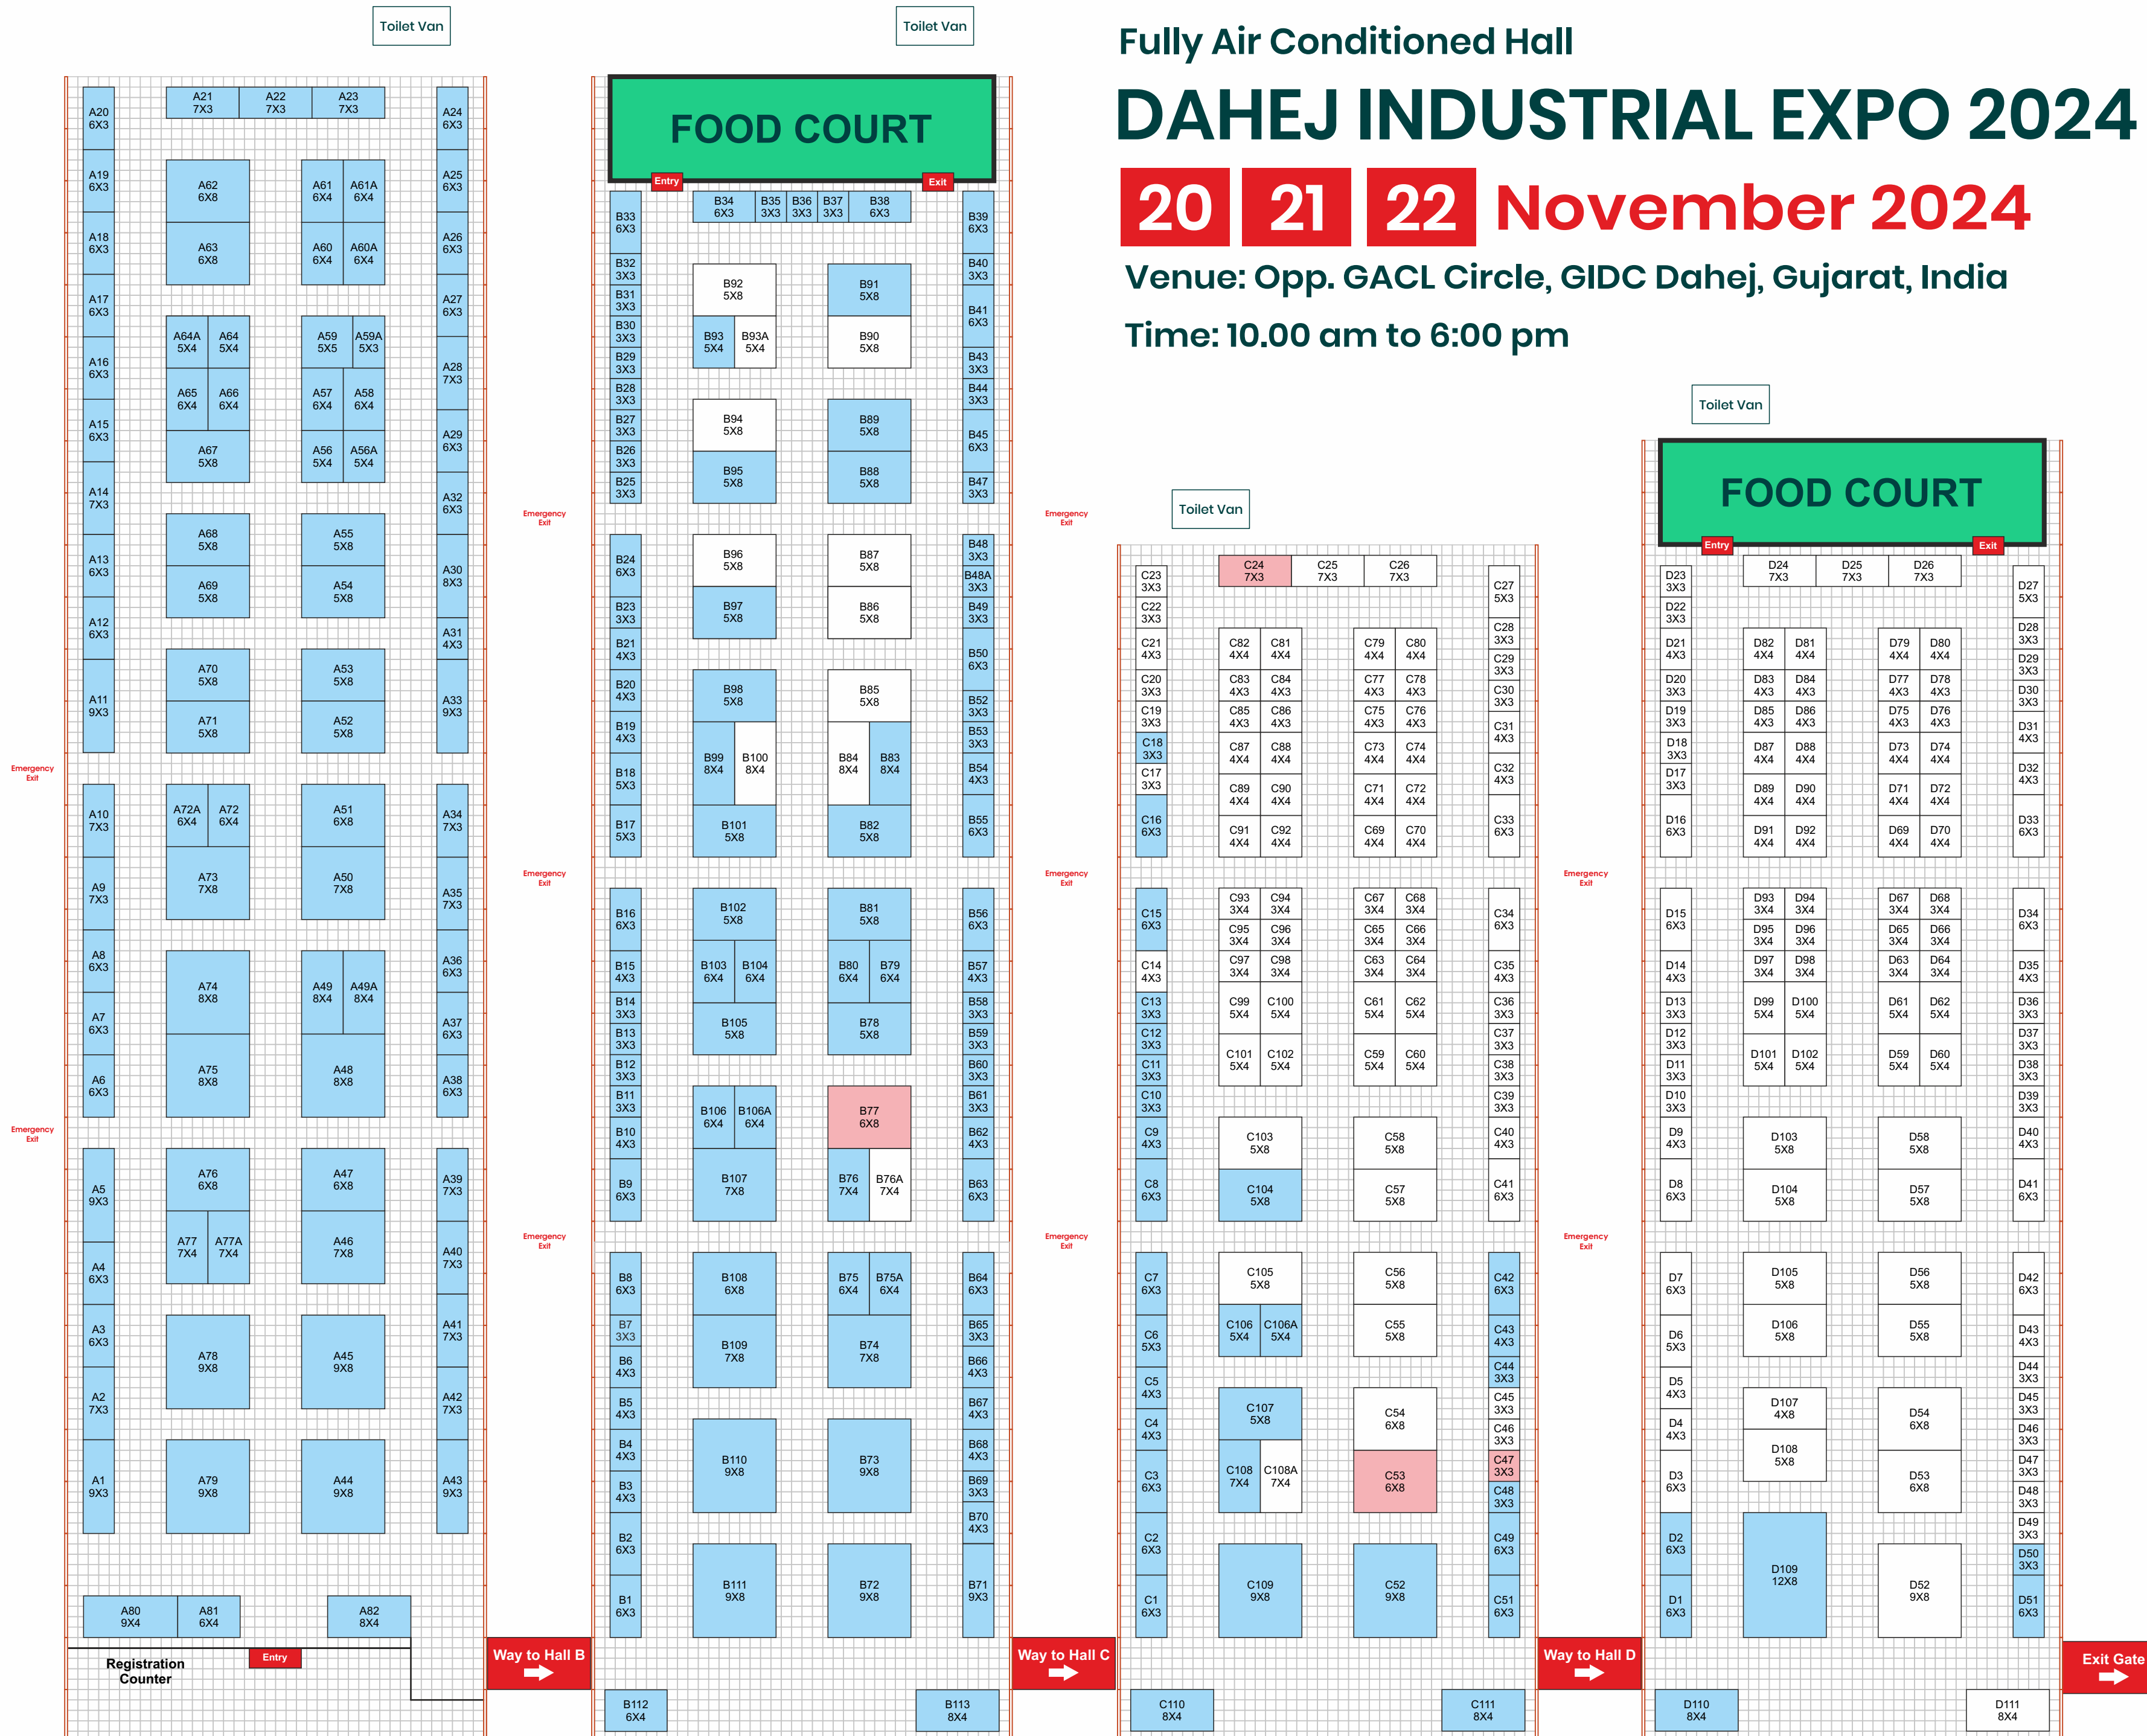 Toilet Van
Toilet Van
Fully Air Conditioned Hall
DAHEJ INDUSTRIAL EXPO 2024
20 21 22 November 2024
Venue: Opp. GACL Circle, GIDC Dahej, Gujarat, India
Time: 10.00 am to 6:00 pm
A20
6X3
A19
6X3
A18
6X3
A17
6X3
A16
6X3
A15
6X3
A14
7X3
A13
6X3
A12
6X3
A11
9X3
Emergency
Exit
A10
7X3
A9
7X3
A8
6X3
A7
6X3
A6
6X3
Emergency
Exit
A5
9X3
A4
6X3
A3
6X3
A2
7X3
A1
9X3
A21
7X3
A22
7X3
A23
7X3
A62
6X8
A61
6X4
A61A
6X4
A63
6X8
A60
6X4
A60A
6X4
A64A
5X4
A64
5X4
A59
5X5
A59A
5X3
A65
6X4
A66
6X4
A57
6X4
A58
6X4
A67
5X8
A56
5X4
A56A
5X4
A68
5X8
A55
5X8
A69
5X8
A54
5X8
A70
5X8
A53
5X8
A71
5X8
A52
5X8
A72A
6X4
A72
6X4
A51
6X8
A73
7X8
A50
7X8
A74
8X8
A49
8X4
A49A
8X4
A75
8X8
A48
8X8
A76
6X8
A47
6X8
A77
7X4
A77A
7X4
A46
7X8
A78
9X8
A45
9X8
A79
9X8
A44
9X8
A24
6X3
A25
6X3
A26
6X3
A27
6X3
A28
7X3
A29
6X3
A32
6X3
A30
8X3
A31
4X3
A33
9X3
A34
7X3
A35
7X3
A36
6X3
A37
6X3
A38
6X3
A39
7X3
A40
7X3
A41
7X3
A42
7X3
A43
9X3
A80
9X4
A81
6X4
A82
8X4
Registration
Counter
Entry
Way to Hall B
Emergency
Exit
Emergency
Exit
Emergency
Exit
FOOD COURT
Entry
Exit
B33
6X3
B32
3X3
B31
3X3
B30
3X3
B29
3X3
B28
3X3
B27
3X3
B26
3X3
B25
3X3
B24
6X3
B23
3X3
B21
4X3
B20
4X3
B19
4X3
B18
5X3
B17
5X3
B16
6X3
B15
4X3
B14
3X3
B13
3X3
B12
3X3
B11
3X3
B10
4X3
B9
6X3
B8
6X3
B7
3X3
B6
4X3
B5
4X3
B4
4X3
B3
4X3
B2
6X3
B1
6X3
B34
6X3
B35
3X3
B36
3X3
B37
3X3
B38
6X3
B92
5X8
B91
5X8
B93
5X4
B93A
5X4
B90
5X8
B94
5X8
B89
5X8
B95
5X8
B88
5X8
B96
5X8
B87
5X8
B97
5X8
B86
5X8
B98
5X8
B85
5X8
B99
8X4
B100
8X4
B84
8X4
B83
8X4
B101
5X8
B82
5X8
B102
5X8
B81
5X8
B103
6X4
B104
6X4
B80
6X4
B79
6X4
B105
5X8
B78
5X8
B106
6X4
B106A
6X4
B77
6X8
B107
7X8
B76
7X4
B76A
7X4
B108
6X8
B75
6X4
B75A
6X4
B109
7X8
B74
7X8
B110
9X8
B73
9X8
B111
9X8
B72
9X8
B39
6X3
B40
3X3
B41
6X3
B43
3X3
B44
3X3
B45
6X3
B47
3X3
B48
3X3
B48A
3X3
B49
3X3
B50
6X3
B52
3X3
B53
3X3
B54
4X3
B55
6X3
B56
6X3
B57
4X3
B58
3X3
B59
3X3
B60
3X3
B61
3X3
B62
4X3
B63
6X3
B64
6X3
B65
3X3
B66
4X3
B67
4X3
B68
4X3
B69
3X3
B70
4X3
B71
9X3
B112
6X4
B113
8X4
Way to Hall C
Emergency
Exit
Emergency
Exit
Emergency
Exit
Toilet Van
C23
3X3
C22
3X3
C21
4X3
C20
3X3
C19
3X3
C18
3X3
C17
3X3
C16
6X3
C15
6X3
C14
4X3
C13
3X3
C12
3X3
C11
3X3
C10
3X3
C9
4X3
C8
6X3
C7
6X3
C6
5X3
C5
4X3
C4
4X3
C3
6X3
C2
6X3
C1
6X3
C24
7X3
C25
7X3
C26
7X3
C82
4X4
C81
4X4
C79
4X4
C80
4X4
C83
4X3
C84
4X3
C77
4X3
C78
4X3
C85
4X3
C86
4X3
C75
4X3
C76
4X3
C87
4X4
C88
4X4
C73
4X4
C74
4X4
C89
4X4
C90
4X4
C71
4X4
C72
4X4
C91
4X4
C92
4X4
C69
4X4
C70
4X4
C93
3X4
C94
3X4
C67
3X4
C68
3X4
C95
3X4
C96
3X4
C65
3X4
C66
3X4
C97
3X4
C98
3X4
C63
3X4
C64
3X4
C99
5X4
C100
5X4
C61
5X4
C62
5X4
C101
5X4
C102
5X4
C59
5X4
C60
5X4
C103
5X8
C58
5X8
C104
5X8
C57
5X8
C105
5X8
C56
5X8
C106
5X4
C106A
5X4
C55
5X8
C107
5X8
C54
6X8
C108
7X4
C108A
7X4
C53
6X8
C109
9X8
C52
9X8
C27
5X3
C28
3X3
C29
3X3
C30
3X3
C31
4X3
C32
4X3
C33
6X3
C34
6X3
C35
4X3
C36
3X3
C37
3X3
C38
3X3
C39
3X3
C40
4X3
C41
6X3
C42
6X3
C43
4X3
C44
3X3
C45
3X3
C46
3X3
C47
3X3
C48
3X3
C49
6X3
C51
6X3
C110
8X4
C111
8X4
Way to Hall D
Emergency
Exit
Emergency
Exit
Toilet Van
FOOD COURT
Entry
Exit
D23
3X3
D22
3X3
D21
4X3
D20
3X3
D19
3X3
D18
3X3
D17
3X3
D16
6X3
D15
6X3
D14
4X3
D13
3X3
D12
3X3
D11
3X3
D10
3X3
D9
4X3
D8
6X3
D7
6X3
D6
5X3
D5
4X3
D4
4X3
D3
6X3
D2
6X3
D1
6X3
D24
7X3
D25
7X3
D26
7X3
D82
4X4
D81
4X4
D79
4X4
D80
4X4
D83
4X3
D84
4X3
D77
4X3
D78
4X3
D85
4X3
D86
4X3
D75
4X3
D76
4X3
D87
4X4
D88
4X4
D73
4X4
D74
4X4
D89
4X4
D90
4X4
D71
4X4
D72
4X4
D91
4X4
D92
4X4
D69
4X4
D70
4X4
D93
3X4
D94
3X4
D67
3X4
D68
3X4
D95
3X4
D96
3X4
D65
3X4
D66
3X4
D97
3X4
D98
3X4
D63
3X4
D64
3X4
D99
5X4
D100
5X4
D61
5X4
D62
5X4
D101
5X4
D102
5X4
D59
5X4
D60
5X4
D103
5X8
D58
5X8
D104
5X8
D57
5X8
D105
5X8
D56
5X8
D106
5X8
D55
5X8
D107
4X8
D54
6X8
D108
5X8
D53
6X8
D109
12X8
D52
9X8
D27
5X3
D28
3X3
D29
3X3
D30
3X3
D31
4X3
D32
4X3
D33
6X3
D34
6X3
D35
4X3
D36
3X3
D37
3X3
D38
3X3
D39
3X3
D40
4X3
D41
6X3
D42
6X3
D43
4X3
D44
3X3
D45
3X3
D46
3X3
D47
3X3
D48
3X3
D49
3X3
D50
3X3
D51
6X3
D110
8X4
D111
8X4
Exit Gate